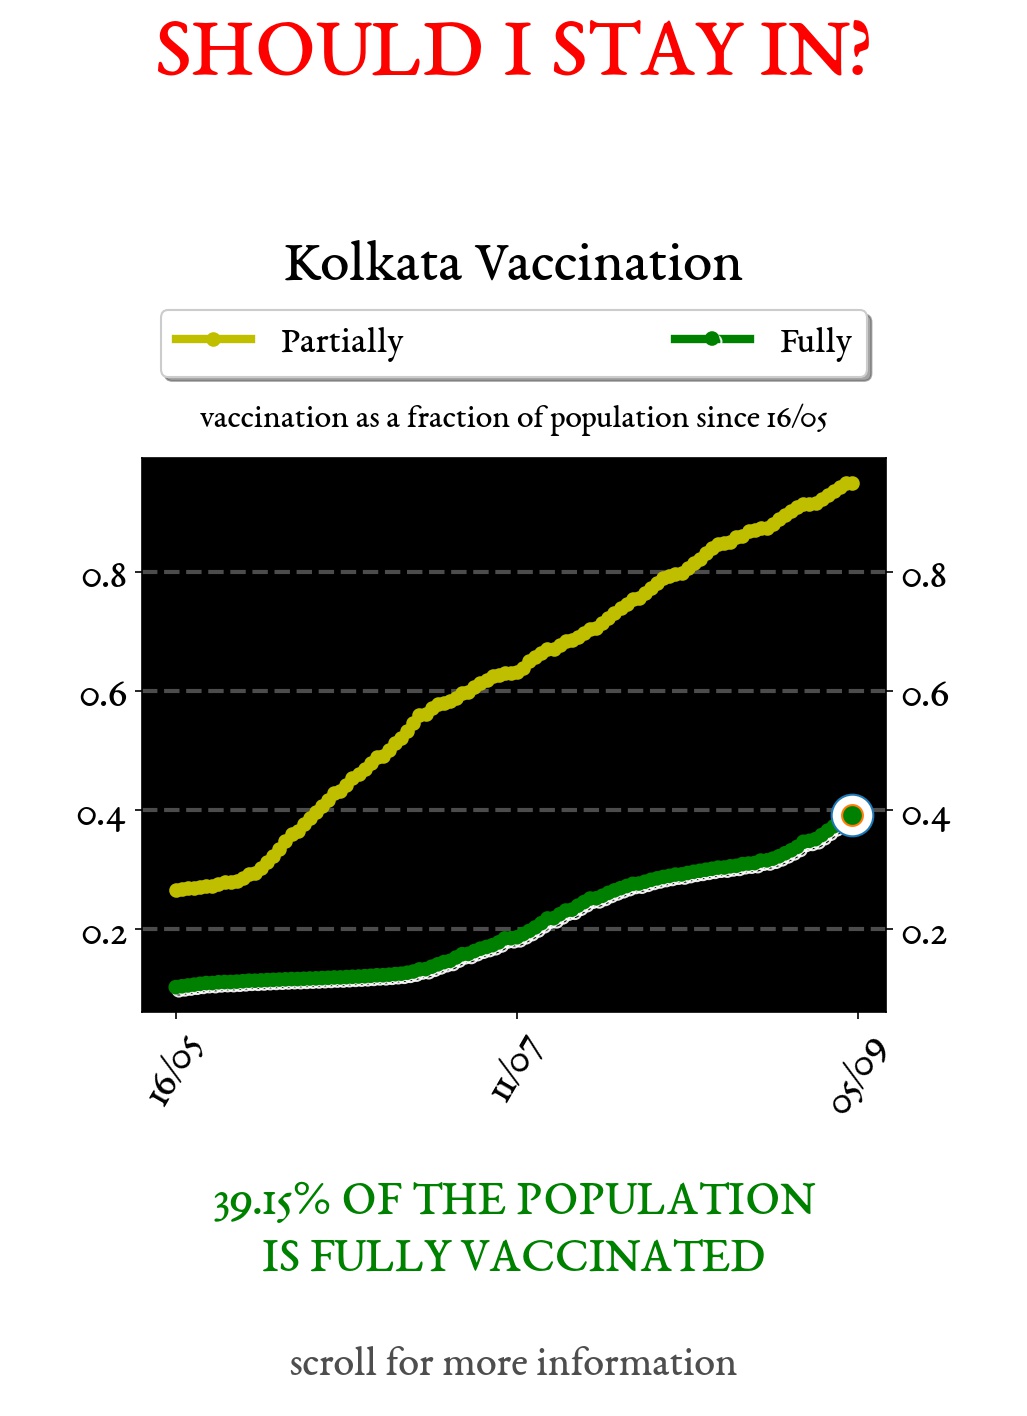 SHOULD I STAY IN?
Kolkata Vaccination
Partially Fully
vaccination as a fraction of population since 16/05
0.8 0.8
0.6 0.6
0.4 0.4
0.2 0.2
16/05 11/07 05/09
39.15% OF THE POPULATION
IS FULLY VACCINATED
scroll for more information